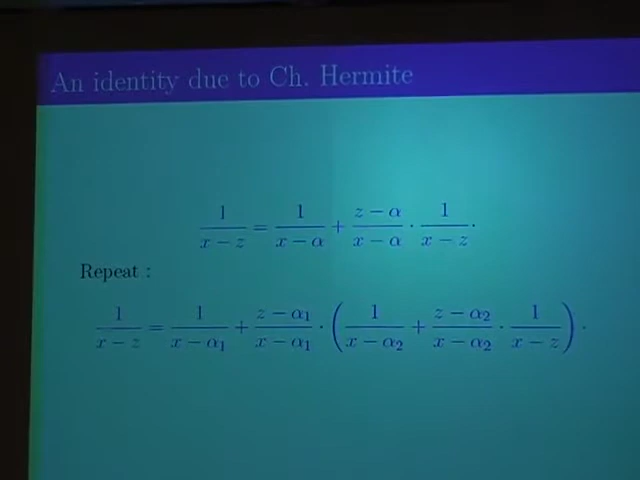 An identity due to Ch. Hermite
1/(x − z) = 1/(x − α) + (z − α)/(x − α) · 1/(x − z).
Repeat :
1/(x − z) = 1/(x − α₁) + (z − α₁)/(x − α₁) · (1/(x − α₂) + (z − α₂)/(x − α₂) · 1/(x − z)).